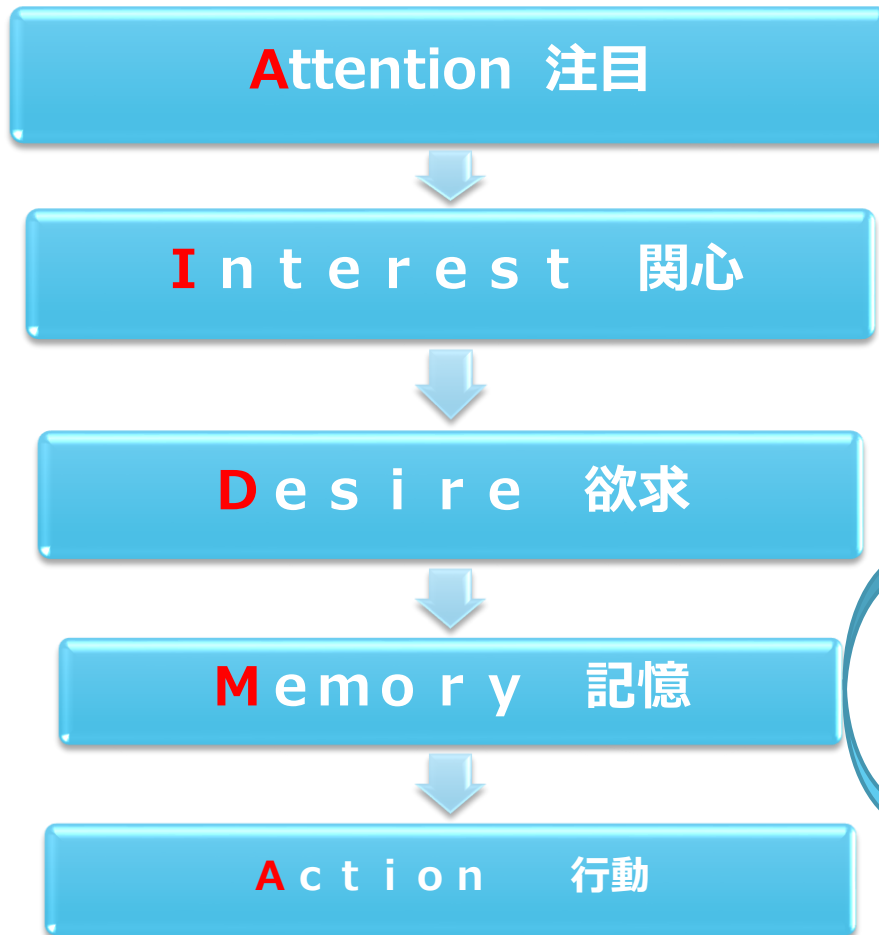 Attention 注目
Interest 関心
Desire 欲求
Memory 記憶
Action 行動